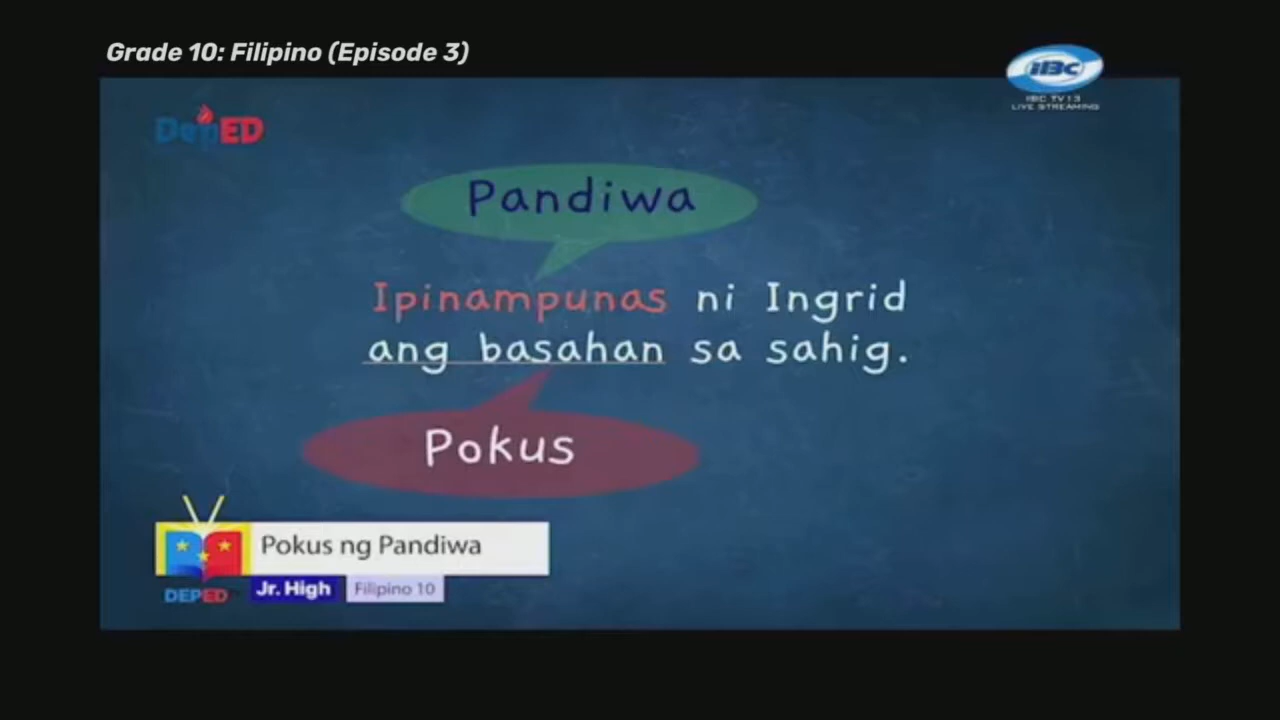 Grade 10: Filipino (Episode 3)
IBC
IBC TV13
LIVE STREAMING
DepED
Pandiwa
Ipinampunas ni Ingrid
ang basahan sa sahig.
Pokus
Pokus ng Pandiwa
DEPED
Jr. High
Filipino 10